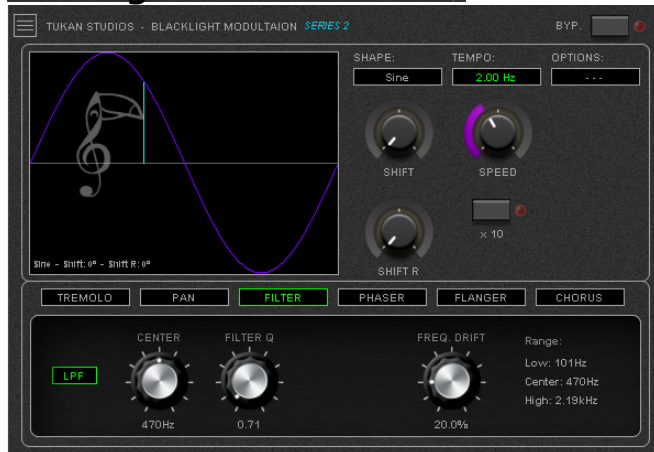 TUKAN STUDIOS - BLACKLIGHT MODULTAION SERIES 2
BYP.
SHAPE:
TEMPO:
OPTIONS:
Sine
2.00 Hz
---
SHIFT
SPEED
x 10
SHIFT R
Sine - Shift: 0° - Shift R: 0°
TREMOLO
PAN
FILTER
PHASER
FLANGER
CHORUS
CENTER
FILTER Q
FREQ. DRIFT
Range:
LPF
Low: 101Hz
Center: 470Hz
High: 2.19kHz
470Hz
0.71
20.0%